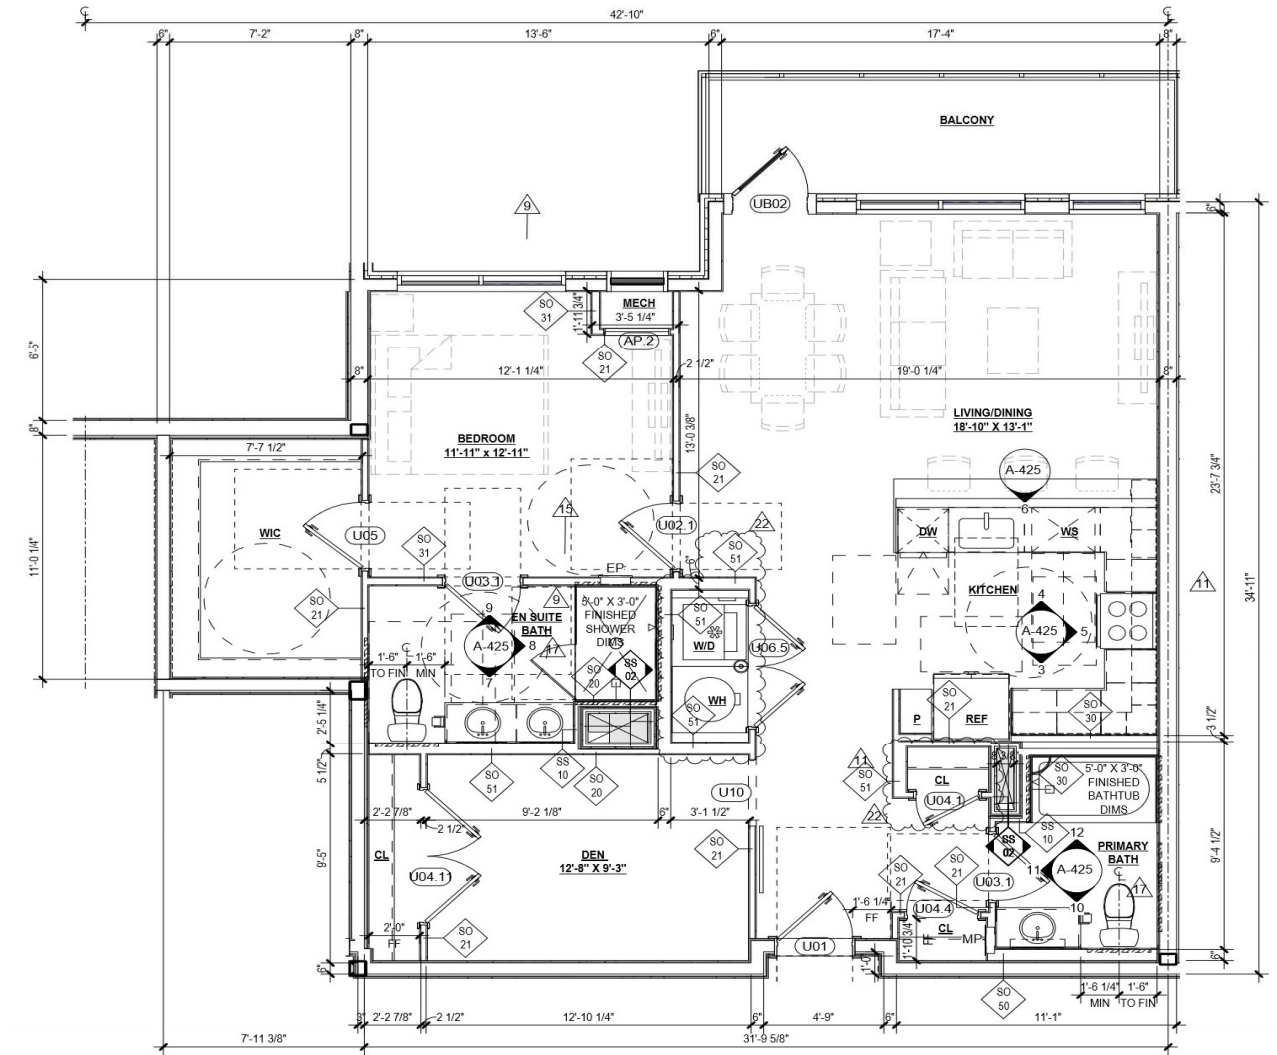 42'-10"
6" 7'-2" 8" 13'-6" 6" 17'-4" 8"
BALCONY
UB02
9
6"
MECH
3'-5 1/4"
1'-11 3/4"
SO 31
AP.2
SO 21
6'-5"
8" 12'-1 1/4" 2 1/2" 19'-0 1/4" 8"
LIVING/DINING
18'-10" X 13'-1"
8"
BEDROOM
11'-11" x 12'-11"
13'-0 3/8"
7'-7 1/2"
A-425
6
SO 21
23'-7 3/4"
15
U05
U02.1
22
WIC
DW
WS
SO 31
SO 51
11'-0 1/4"
EP
U03.1
KITCHEN
11
34'-11"
SO 21
9
9
EN SUITE
BATH
5'-0" X 3'-0"
FINISHED
SHOWER
DIMS
SO 51
4
A-425
5
3
A-425
8
7
17
W/D
U06.5
1'-6" 1'-6"
TO FIN MIN
SO 20
SS 02
WH
SO 21
SO 51
P
REF
SO 30
2'-5 1/4"
3 1/2"
5 1/2"
SO 51
SS 10
SO 20
11
SO 51
CL
SO 30
5'-0" X 3'-0"
FINISHED
BATHTUB
DIMS
U10
U04.1
2'-2 7/8" 9'-2 1/8" 6" 3'-1 1/2"
2 1/2"
22
SO 21
SS 02
SS 10
12
9'-5"
CL
DEN
12'-8" X 9'-3"
PRIMARY
BATH
9'-4 1/2"
U04.11
SO 21
SO 21
U03.1
11
A-425
10
17
1'-6 1/4"
FF
U04.4
2'-0"
FF
SO 21
U01
CL
1'-10 3/4"
FF
MP
6"
1'-0"
6"
SO 50
1'-6 1/4" 1'-6"
MIN TO FIN
3" 2'-2 7/8" 2 1/2" 12'-10 1/4" 6" 4'-9" 6" 11'-1"
7'-11 3/8" 31'-9 5/8"